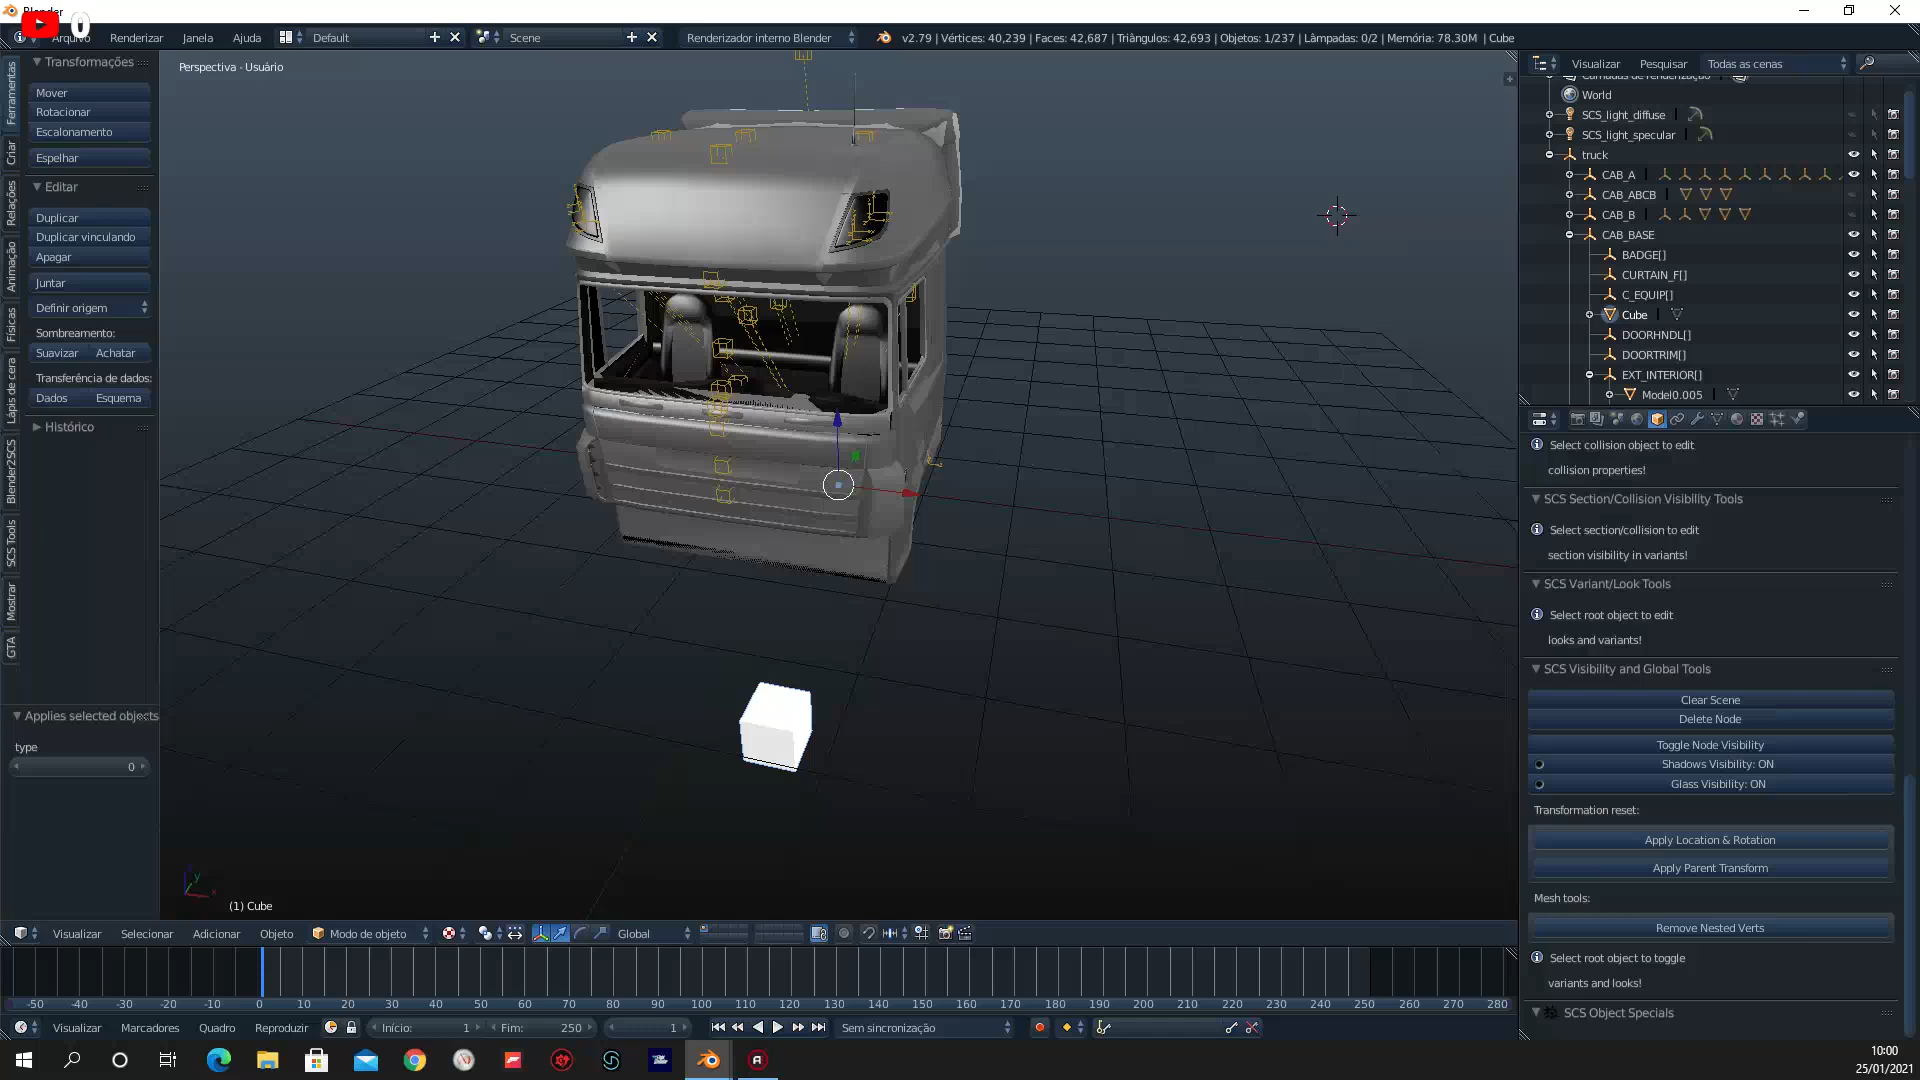 Blender
0
Arquivo Renderizar Janela Ajuda Default Scene Renderizador interno Blender v2.79 | Vértices: 40,239 | Faces: 42,687 | Triângulos: 42,693 | Objetos: 1/237 | Lâmpadas: 0/2 | Memória: 78.30M | Cube
Ferramentas
Criar
Relações
Animação
Físicas
Lápis de cera
Blender2SCS
SCS Tools
Mostrar
GTA
Transformações
Mover
Rotacionar
Escalonamento
Espelhar
Editar
Duplicar
Duplicar vinculando
Apagar
Juntar
Definir origem
Sombreamento:
Suavizar Achatar
Transferência de dados:
Dados Esquema
Histórico
Applies selected objects
type
0
Perspectiva - Usuário
y
x
(1) Cube
Visualizar Pesquisar Todas as cenas
Camadas de renderização
World
SCS_light_diffuse
SCS_light_specular
truck
CAB_A
CAB_ABCB
CAB_B
CAB_BASE
BADGE[]
CURTAIN_F[]
C_EQUIP[]
Cube
DOORHNDL[]
DOORTRIM[]
EXT_INTERIOR[]
Model0.005
Select collision object to edit
collision properties!
SCS Section/Collision Visibility Tools
Select section/collision to edit
section visibility in variants!
SCS Variant/Look Tools
Select root object to edit
looks and variants!
SCS Visibility and Global Tools
Clear Scene
Delete Node
Toggle Node Visibility
Shadows Visibility: ON
Glass Visibility: ON
Transformation reset:
Apply Location & Rotation
Apply Parent Transform
Mesh tools:
Remove Nested Verts
Select root object to toggle
variants and looks!
SCS Object Specials
Visualizar Selecionar Adicionar Objeto Modo de objeto Global
-50 -40 -30 -20 -10 0 10 20 30 40 50 60 70 80 90 100 110 120 130 140 150 160 170 180 190 200 210 220 230 240 250 260 270 280
Visualizar Marcadores Quadro Reproduzir Início: 1 Fim: 250 1 Sem sincronização
10:00
25/01/2021